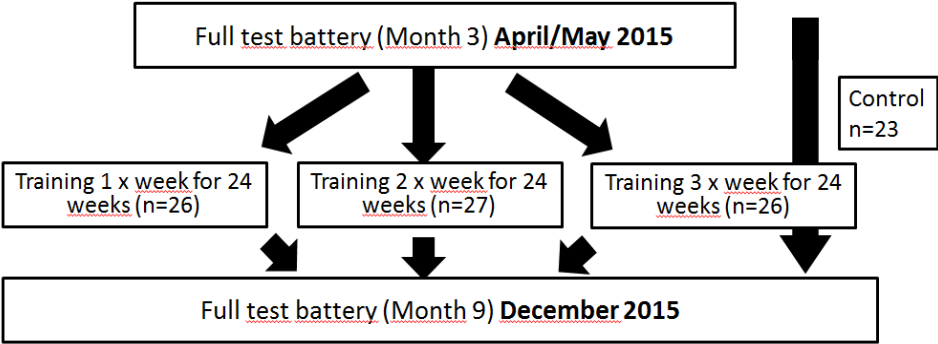 Full test battery (Month 3) April/May 2015
Control
n=23
Training 1 x week for 24
weeks (n=26)
Training 2 x week for 24
weeks (n=27)
Training 3 x week for 24
weeks (n=26)
Full test battery (Month 9) December 2015